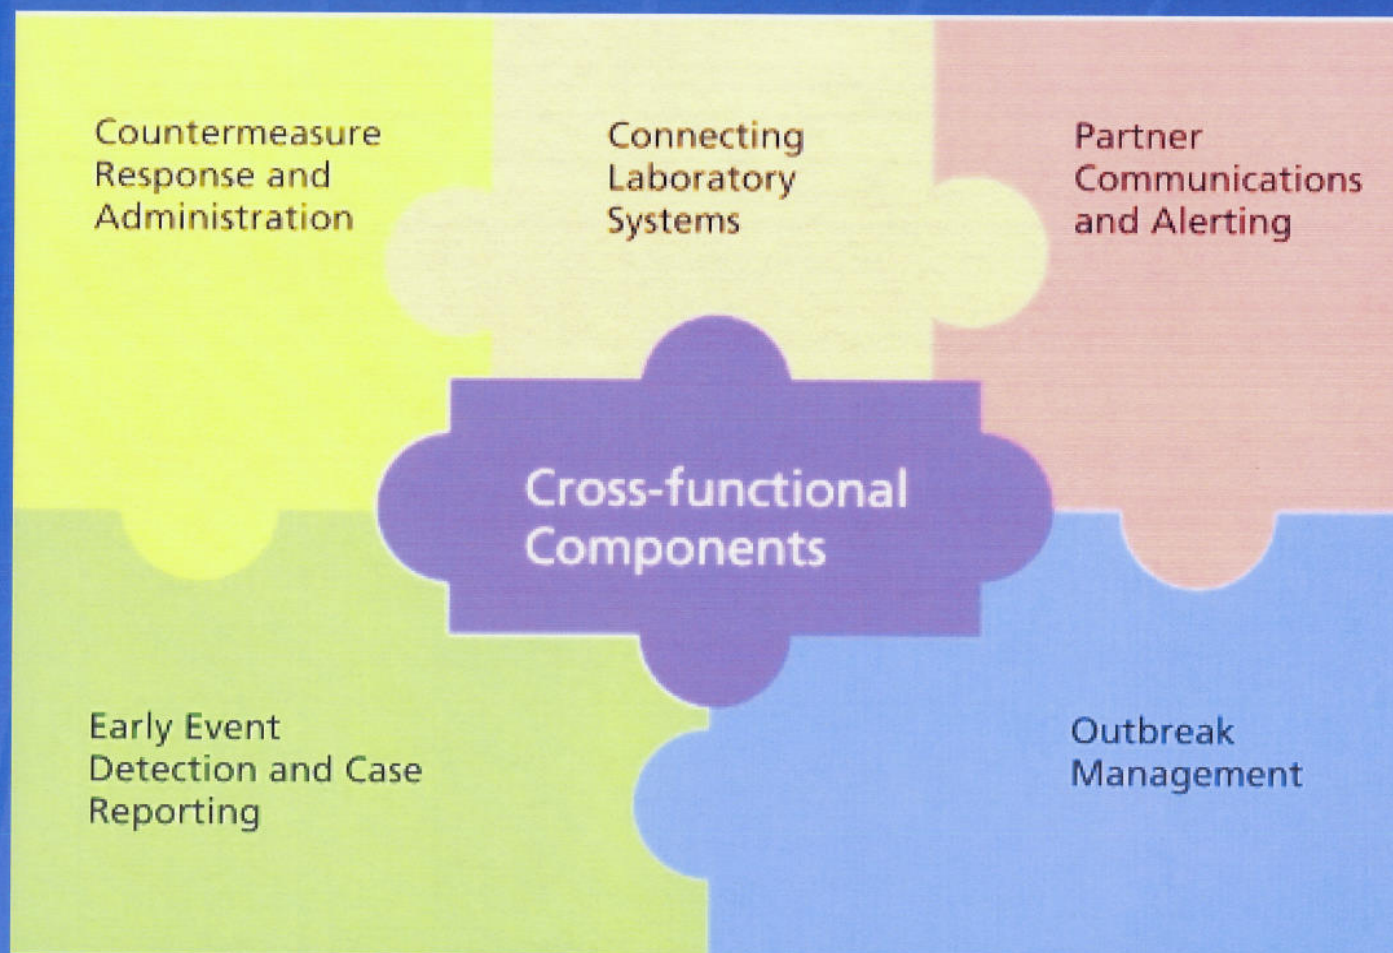 Countermeasure
Response and
Administration
Connecting
Laboratory
Systems
Partner
Communications
and Alerting
Cross-functional
Components
Early Event
Detection and Case
Reporting
Outbreak
Management